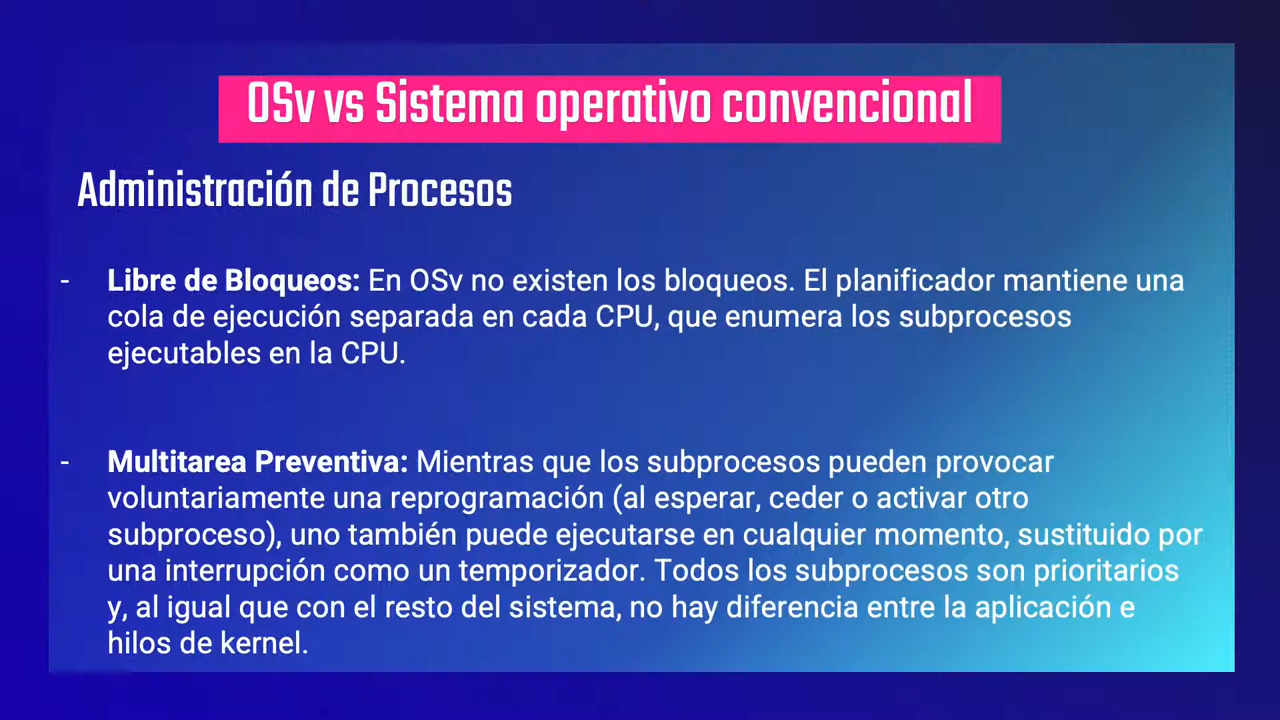 OSv vs Sistema operativo convencional
Administración de Procesos
- Libre de Bloqueos: En OSv no existen los bloqueos. El planificador mantiene una
cola de ejecución separada en cada CPU, que enumera los subprocesos
ejecutables en la CPU.
- Multitarea Preventiva: Mientras que los subprocesos pueden provocar
voluntariamente una reprogramación (al esperar, ceder o activar otro
subproceso), uno también puede ejecutarse en cualquier momento, sustituido por
una interrupción como un temporizador. Todos los subprocesos son prioritarios
y, al igual que con el resto del sistema, no hay diferencia entre la aplicación e
hilos de kernel.